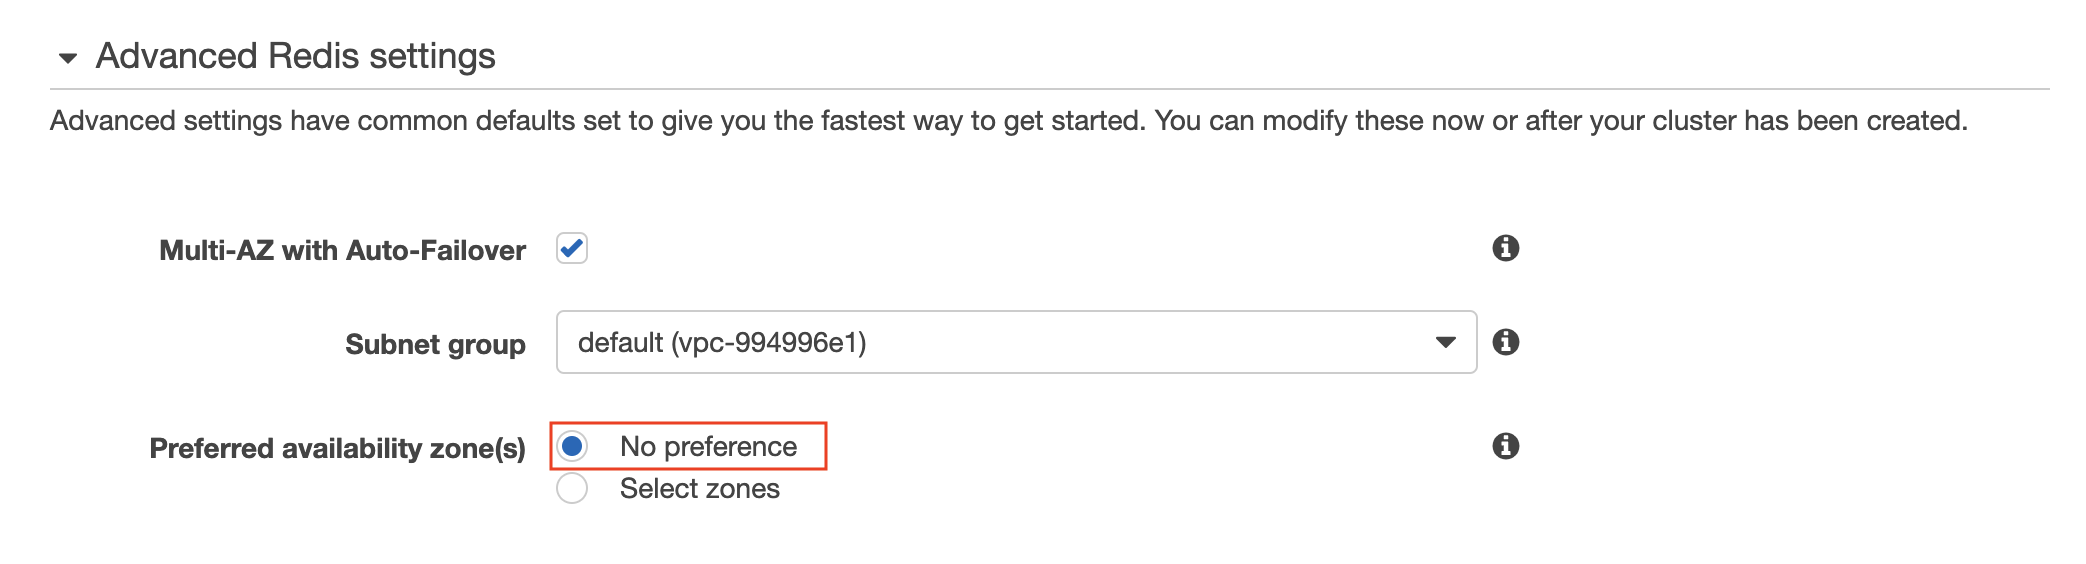 Advanced Redis settings
Advanced settings have common defaults set to give you the fastest way to get started. You can modify these now or after your cluster has been created.
Multi-AZ with Auto-Failover
Subnet group default (vpc-994996e1)
Preferred availability zone(s) No preference
Select zones